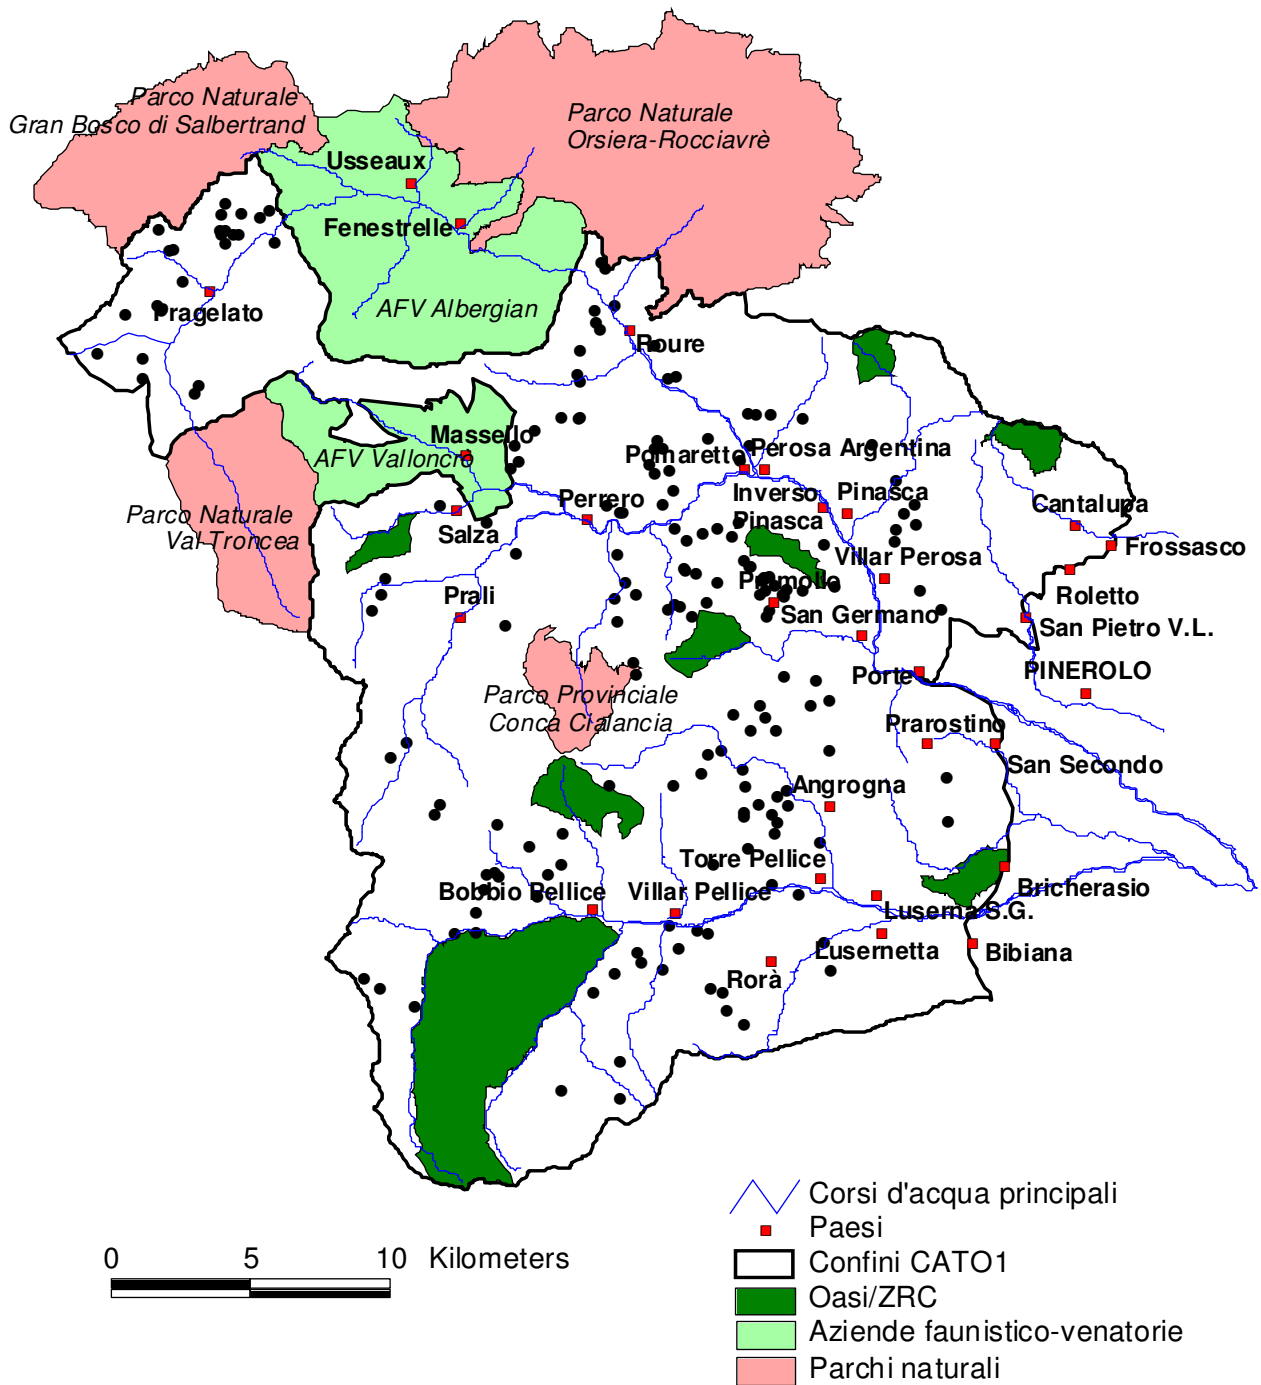 Parco Naturale
Gran Bosco di Salbertrand
Parco Naturale
Orsiera-Rocciavrè
Usseaux
Fenestrelle
AFV Albergian
Pragelato
Roure
Massello
AFV Valloncrò
Pomaretto
Perosa Argentina
Perrero
Inverso
Pinasca
Pinasca
Cantalupa
Parco Naturale
Val Troncea
Salza
Frossasco
Villar Perosa
Pramollo
Prali
San Germano
Roletto
San Pietro V.L.
Porte
PINEROLO
Parco Provinciale
Conca Cialancia
Prarostino
San Secondo
Angrogna
Torre Pellice
Bobbio Pellice
Villar Pellice
Bricherasio
Luserna S.G.
Lusernetta
Bibiana
Rorà
Corsi d'acqua principali
Paesi
0 5 10 Kilometers
Confini CATO1
Oasi/ZRC
Aziende faunistico-venatorie
Parchi naturali